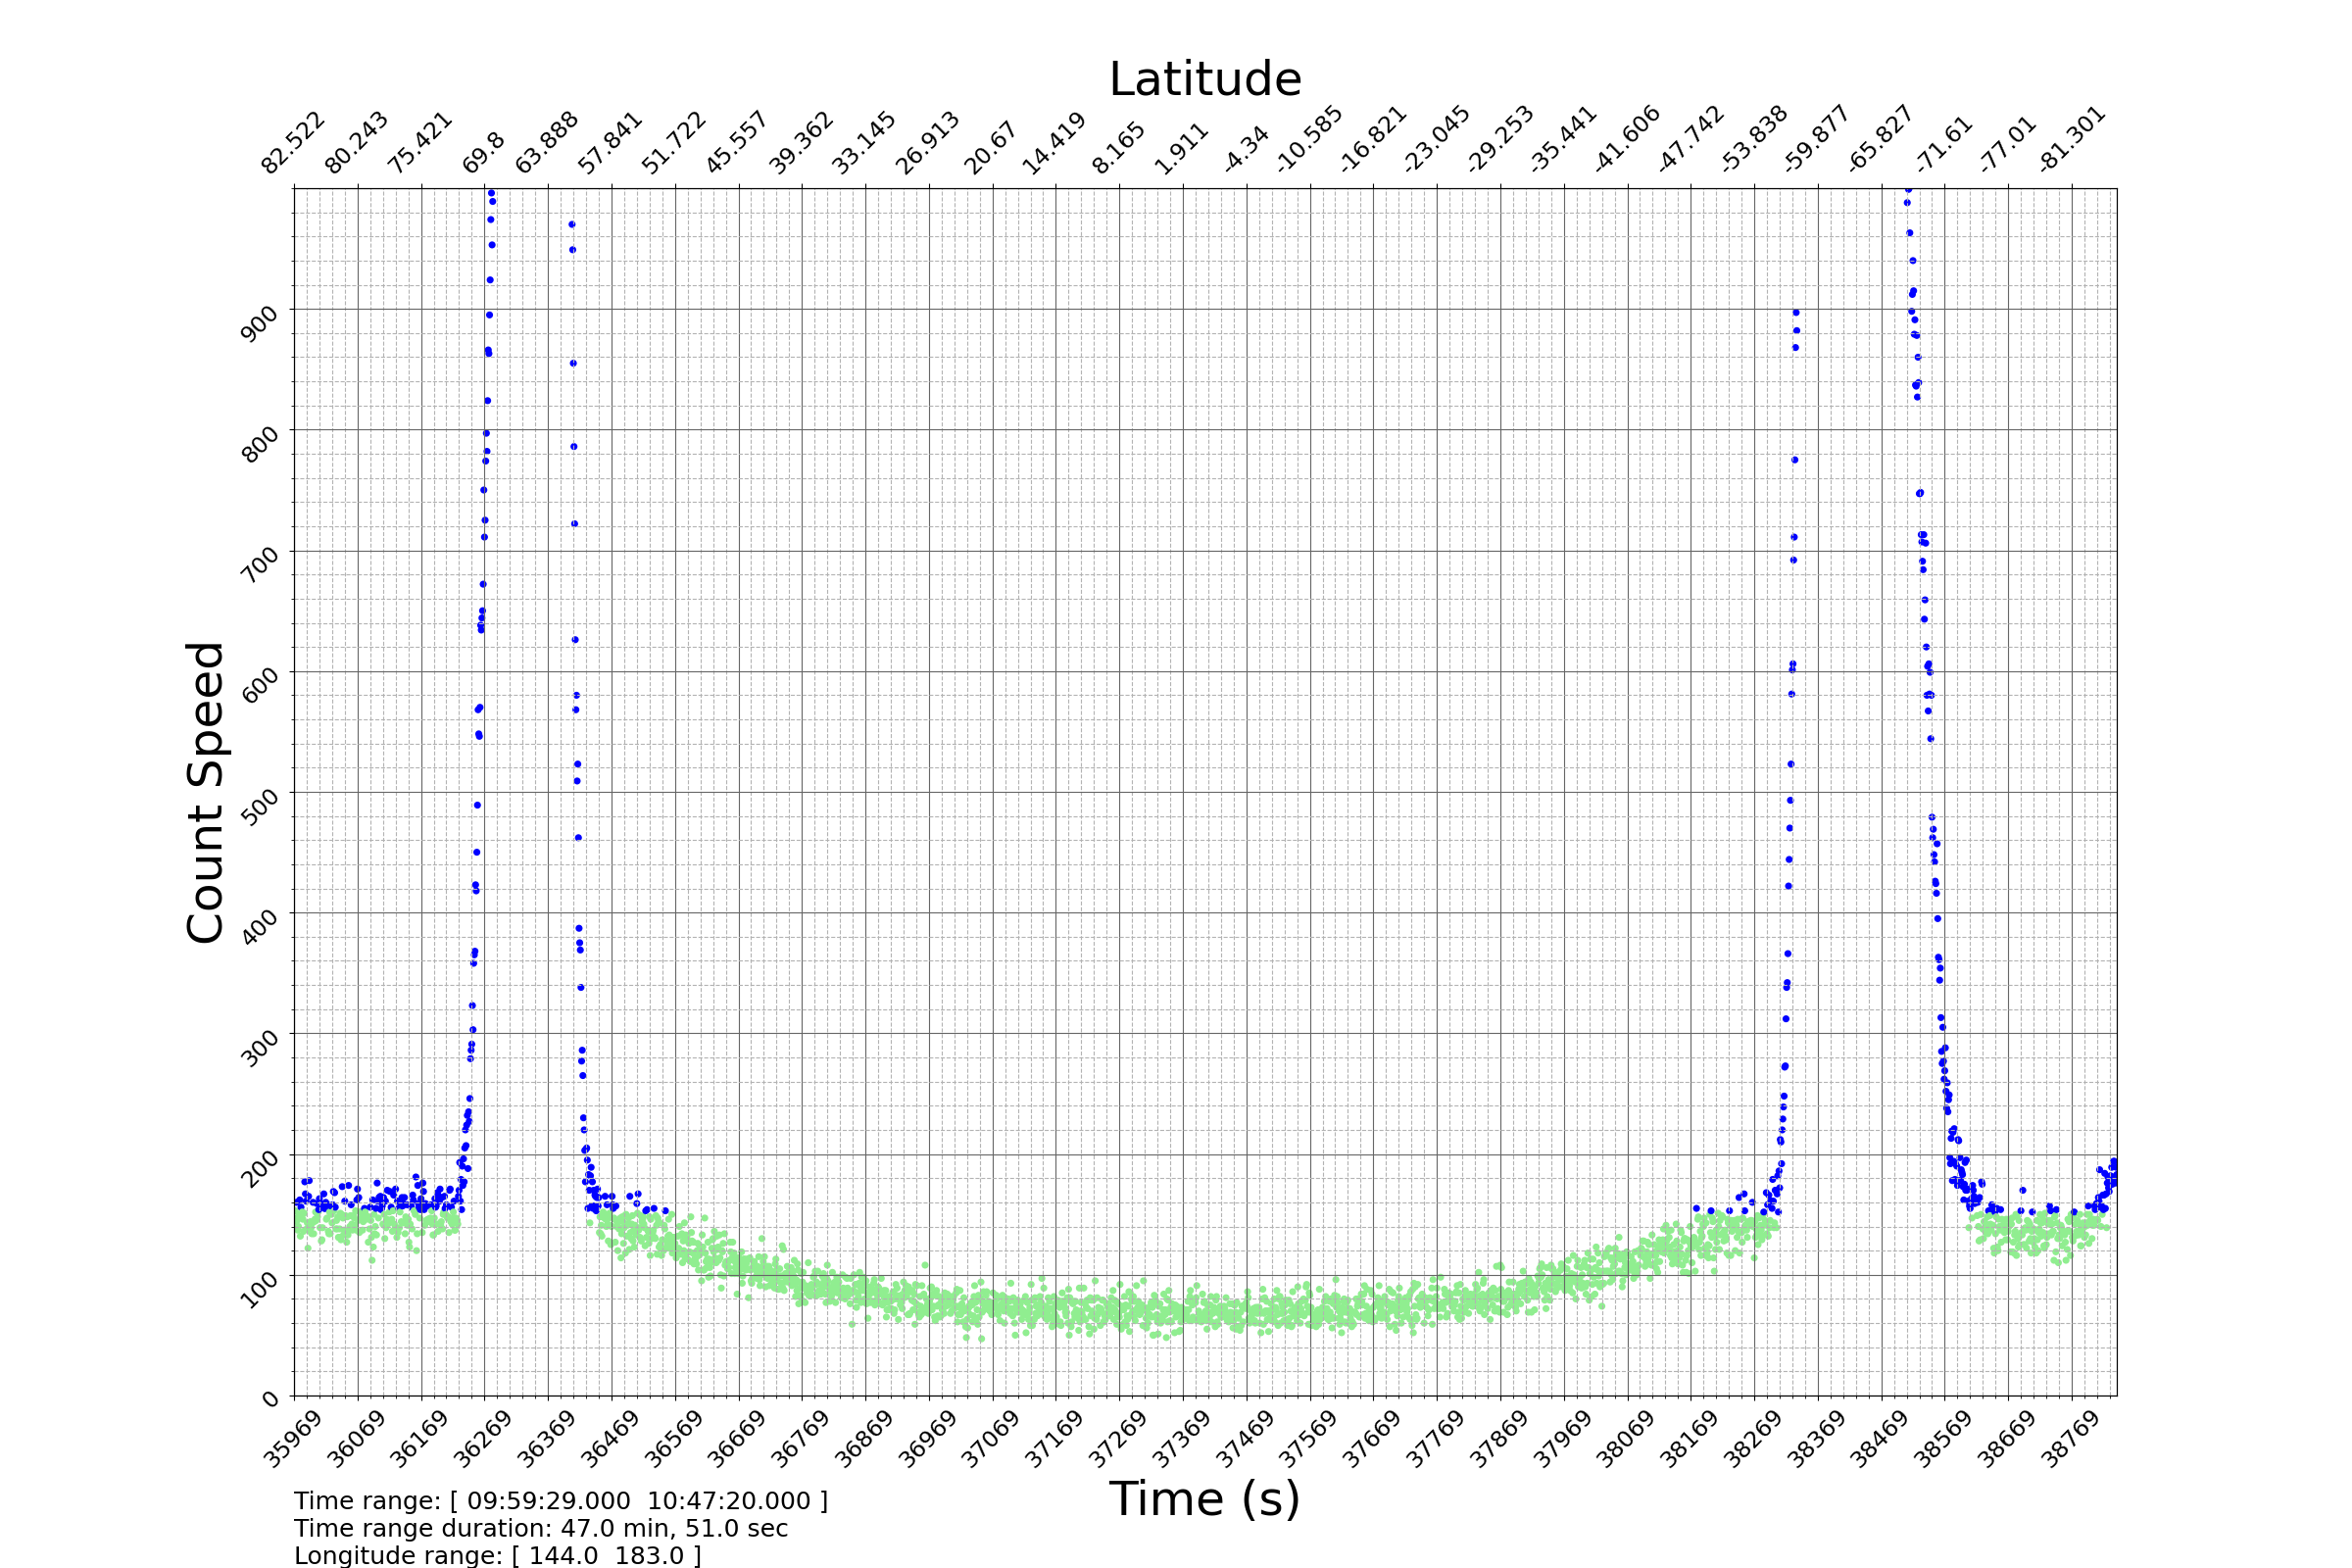 Latitude
82.522 80.243 75.421 69.8 63.888 57.841 51.722 45.557 39.362 33.145 26.913 20.67 14.419 8.165 1.911 -4.34 -10.585 -16.821 -23.045 -29.253 -35.441 -41.606 -47.742 -53.838 -59.877 -65.827 -71.61 -77.01 -81.301
Count Speed
900
800
700
600
500
400
300
200
100
0
35969 36069 36169 36269 36369 36469 36569 36669 36769 36869 36969 37069 37169 37269 37369 37469 37569 37669 37769 37869 37969 38069 38169 38269 38369 38469 38569 38669 38769
Time (s)
Time range: [ 09:59:29.000  10:47:20.000 ]
Time range duration: 47.0 min, 51.0 sec
Longitude range: [ 144.0  183.0 ]